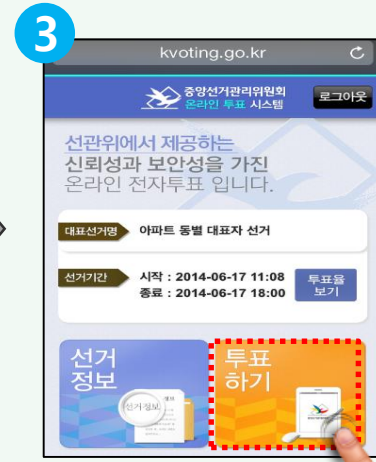 3
kvoting.go.kr
중앙선거관리위원회
온라인 투표 시스템
로그아웃
선관위에서 제공하는
신뢰성과 보안성을 가진
온라인 전자투표 입니다.
대표선거명 아파트 동별 대표자 선거
선거기간 시작 : 2014-06-17 11:08
종료 : 2014-06-17 18:00
투표율
보기
선거
정보
투표
하기
선거정보